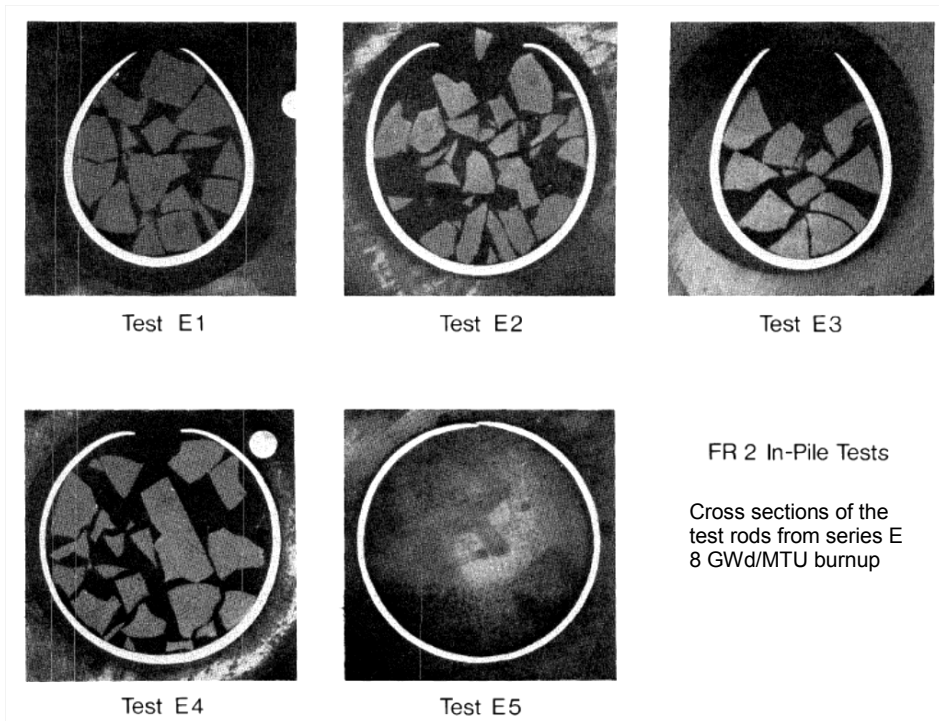 Test E1
Test E2
Test E3
Test E4
Test E5
FR 2 In-Pile Tests
Cross sections of the
test rods from series E
8 GWd/MTU burnup